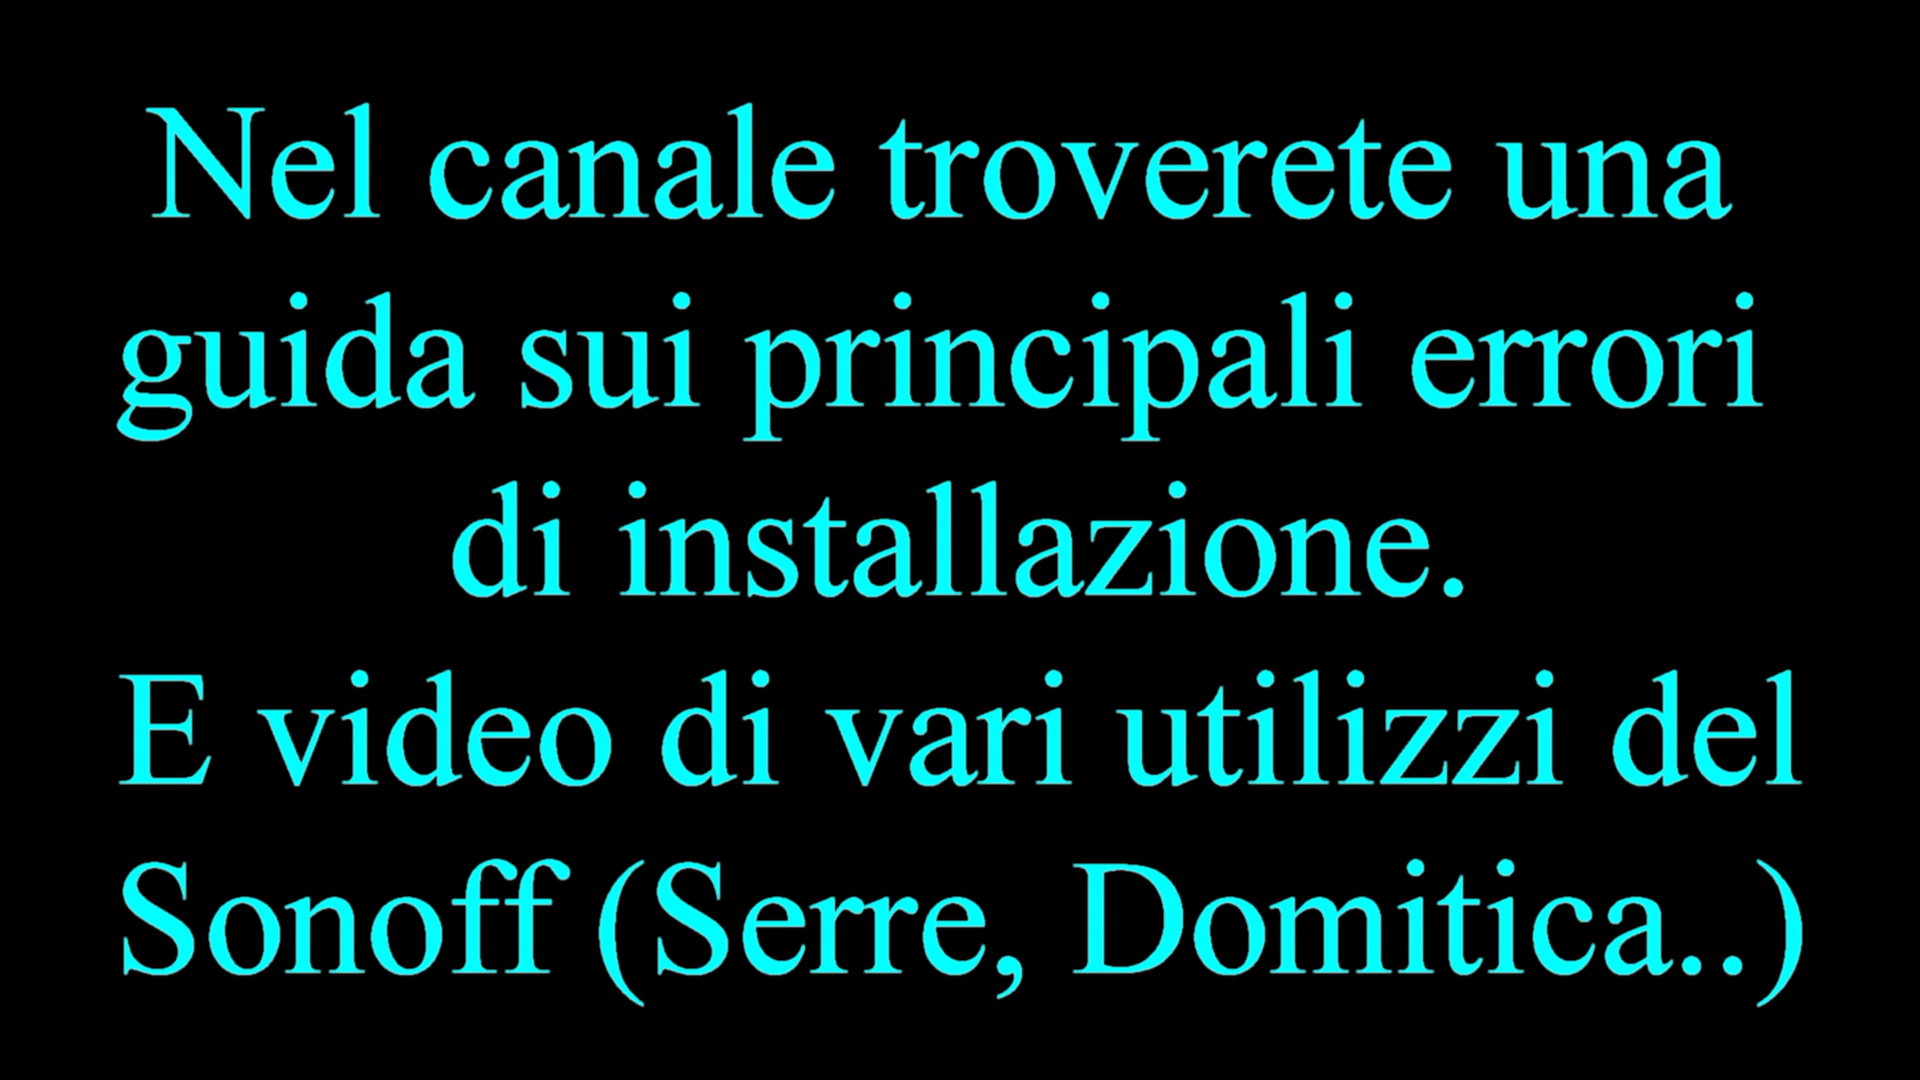 Nel canale troverete una
guida sui principali errori
di installazione.
E video di vari utilizzi del
Sonoff (Serre, Domitica..)